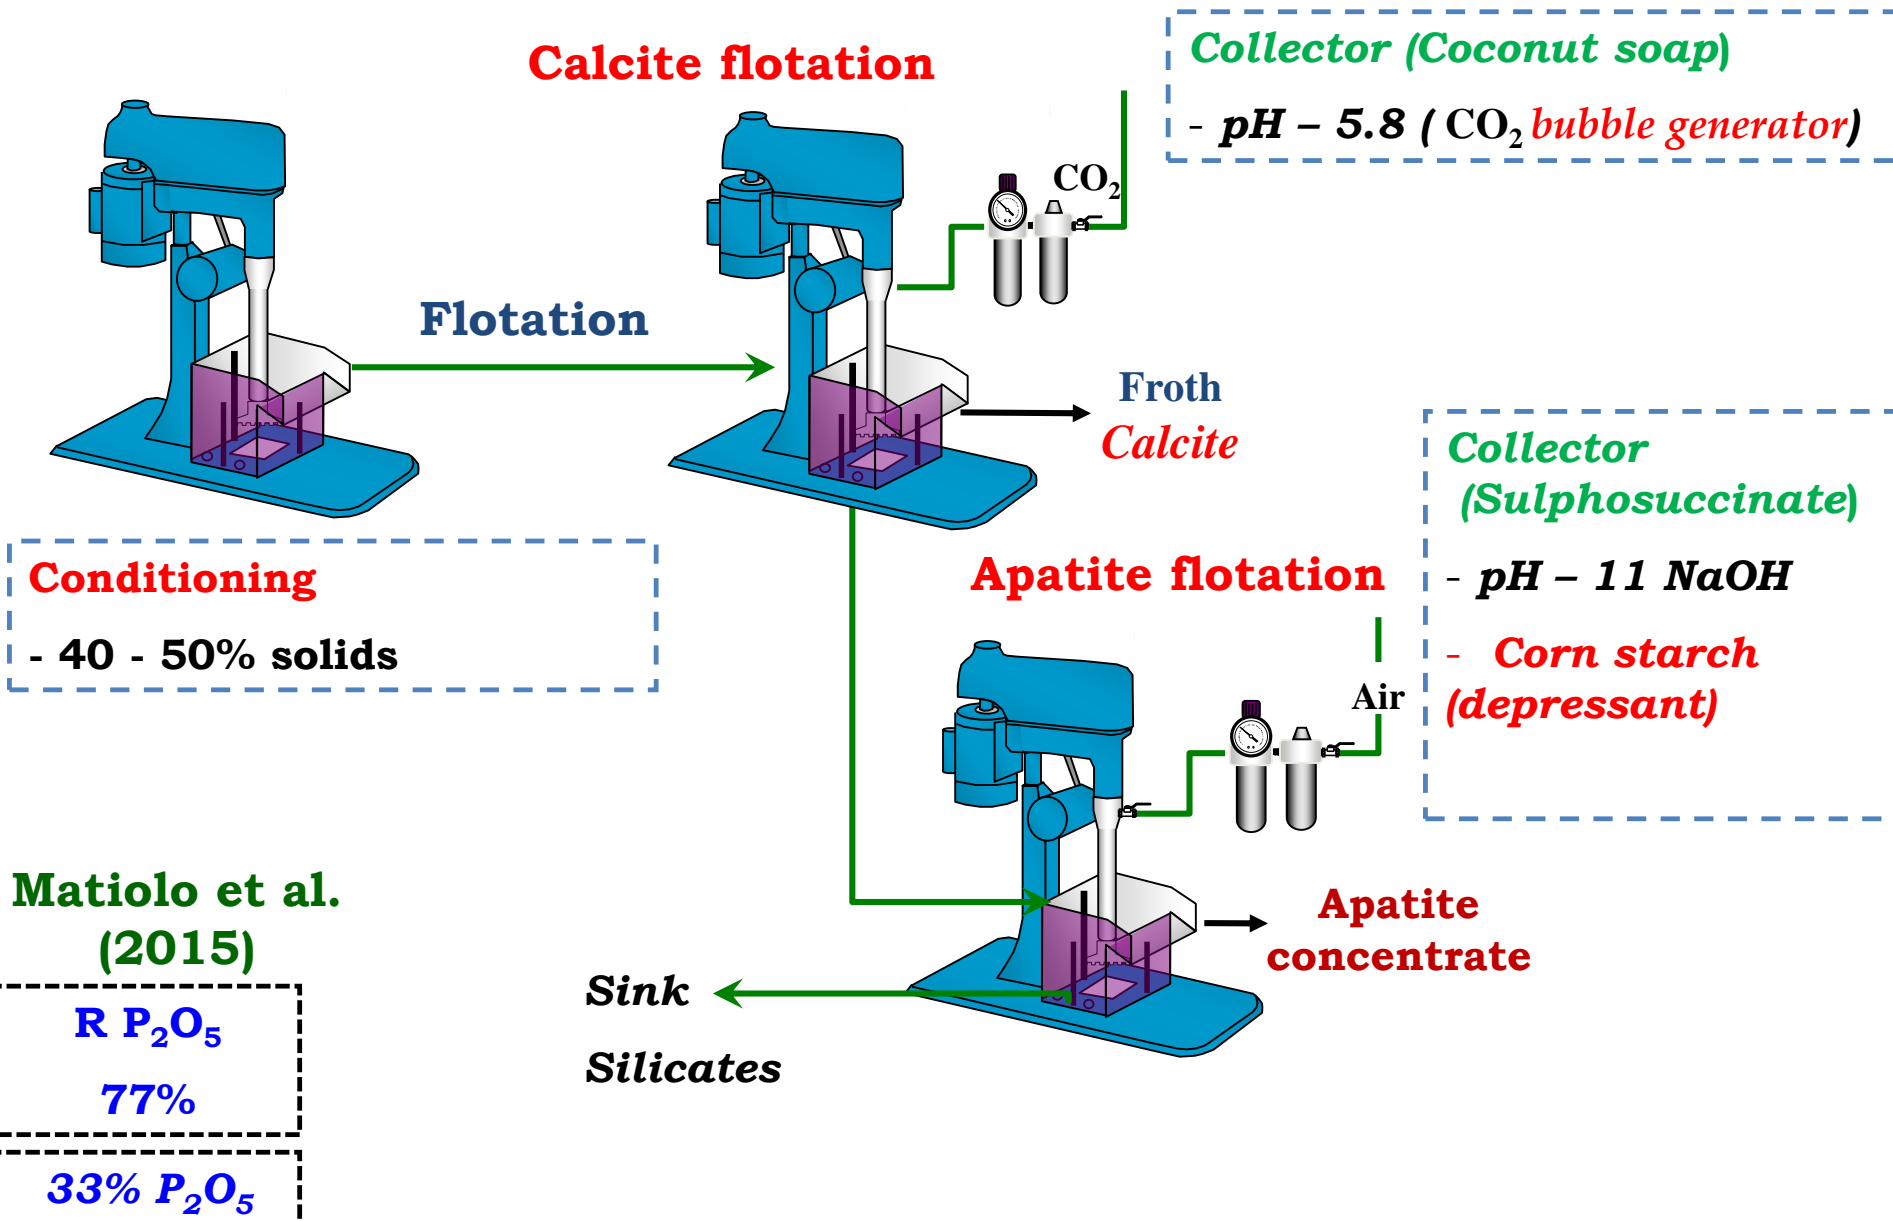 Calcite flotation
Collector (Coconut soap)
- pH – 5.8 ( CO₂ bubble generator)
CO₂
Flotation
Froth
Calcite
Conditioning
- 40 - 50% solids
Apatite flotation
Collector
(Sulphosuccinate)
- pH – 11 NaOH
- Corn starch
(depressant)
Air
Apatite
concentrate
Sink
Silicates
Matiolo et al.
(2015)
R P₂O₅
77%
33% P₂O₅